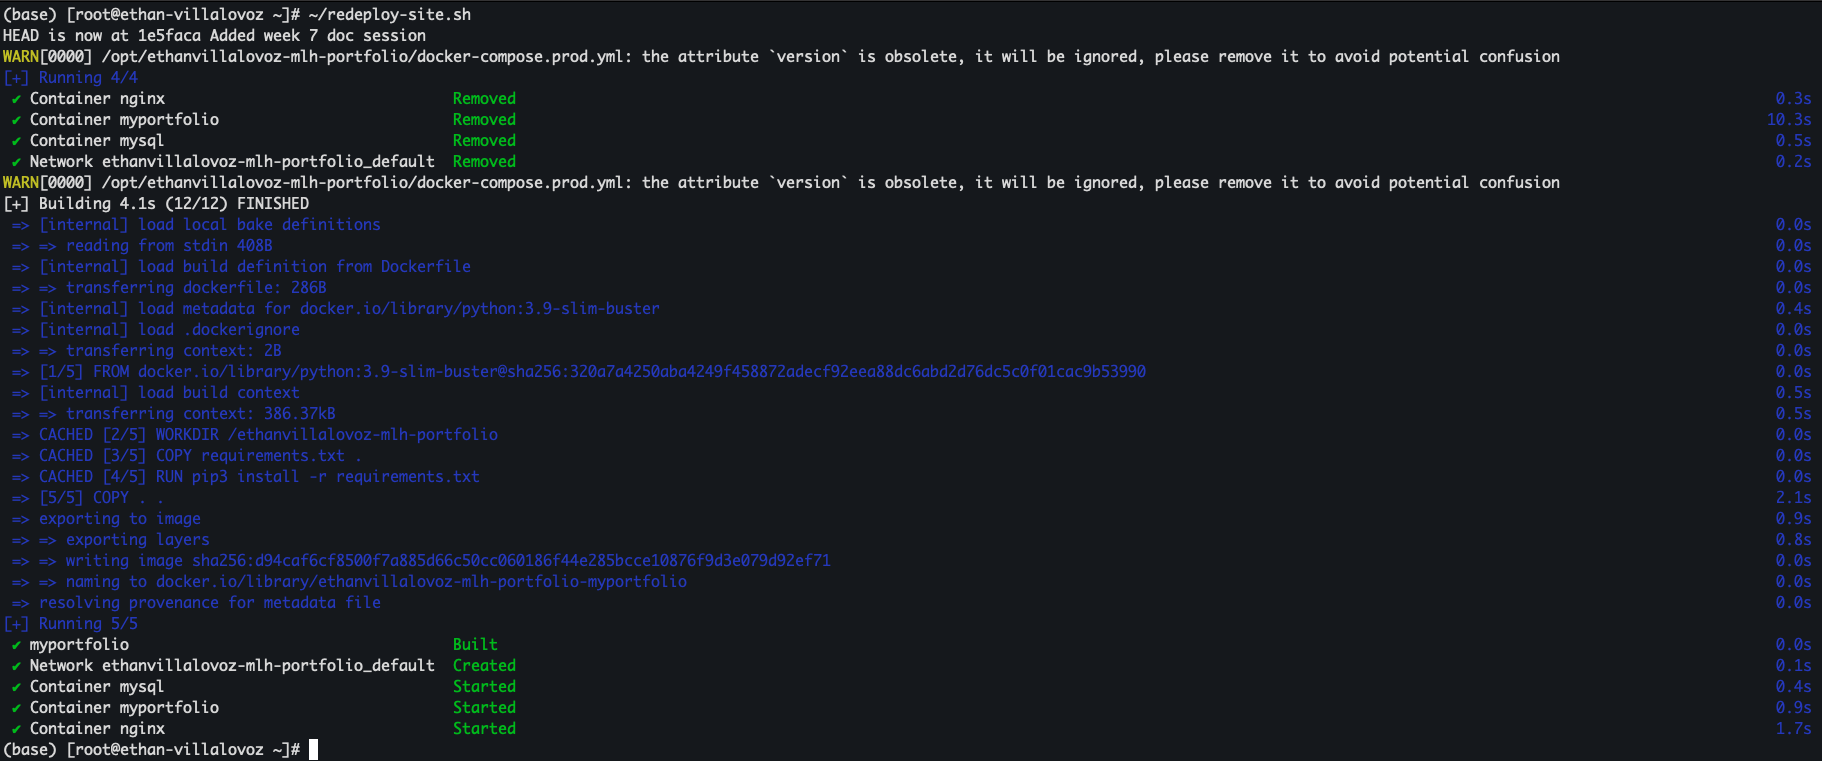 (base) [root@ethan-villalovoz ~]# ~/redeploy-site.sh
HEAD is now at 1e5faca Added week 7 doc session
WARN[0000] /opt/ethanvillalovoz-mlh-portfolio/docker-compose.prod.yml: the attribute `version` is obsolete, it will be ignored, please remove it to avoid potential confusion
[+] Running 4/4
✔ Container nginx Removed 0.3s
✔ Container myportfolio Removed 10.3s
✔ Container mysql Removed 0.5s
✔ Network ethanvillalovoz-mlh-portfolio_default Removed 0.2s
WARN[0000] /opt/ethanvillalovoz-mlh-portfolio/docker-compose.prod.yml: the attribute `version` is obsolete, it will be ignored, please remove it to avoid potential confusion
[+] Building 4.1s (12/12) FINISHED
=> [internal] load local bake definitions 0.0s
=> => reading from stdin 408B 0.0s
=> [internal] load build definition from Dockerfile 0.0s
=> => transferring dockerfile: 286B 0.0s
=> [internal] load metadata for docker.io/library/python:3.9-slim-buster 0.4s
=> [internal] load .dockerignore 0.0s
=> => transferring context: 2B 0.0s
=> [1/5] FROM docker.io/library/python:3.9-slim-buster@sha256:320a7a4250aba4249f458872adecf92eea88dc6abd2d76dc5c0f01cac9b53990 0.0s
=> [internal] load build context 0.5s
=> => transferring context: 386.37kB 0.5s
=> CACHED [2/5] WORKDIR /ethanvillalovoz-mlh-portfolio 0.0s
=> CACHED [3/5] COPY requirements.txt . 0.0s
=> CACHED [4/5] RUN pip3 install -r requirements.txt 0.0s
=> [5/5] COPY . . 2.1s
=> exporting to image 0.9s
=> => exporting layers 0.8s
=> => writing image sha256:d94caf6cf8500f7a885d66c50cc060186f44e285bcce10876f9d3e079d92ef71 0.0s
=> => naming to docker.io/library/ethanvillalovoz-mlh-portfolio-myportfolio 0.0s
=> resolving provenance for metadata file 0.0s
[+] Running 5/5
✔ myportfolio Built 0.0s
✔ Network ethanvillalovoz-mlh-portfolio_default Created 0.1s
✔ Container mysql Started 0.4s
✔ Container myportfolio Started 0.9s
✔ Container nginx Started 1.7s
(base) [root@ethan-villalovoz ~]#